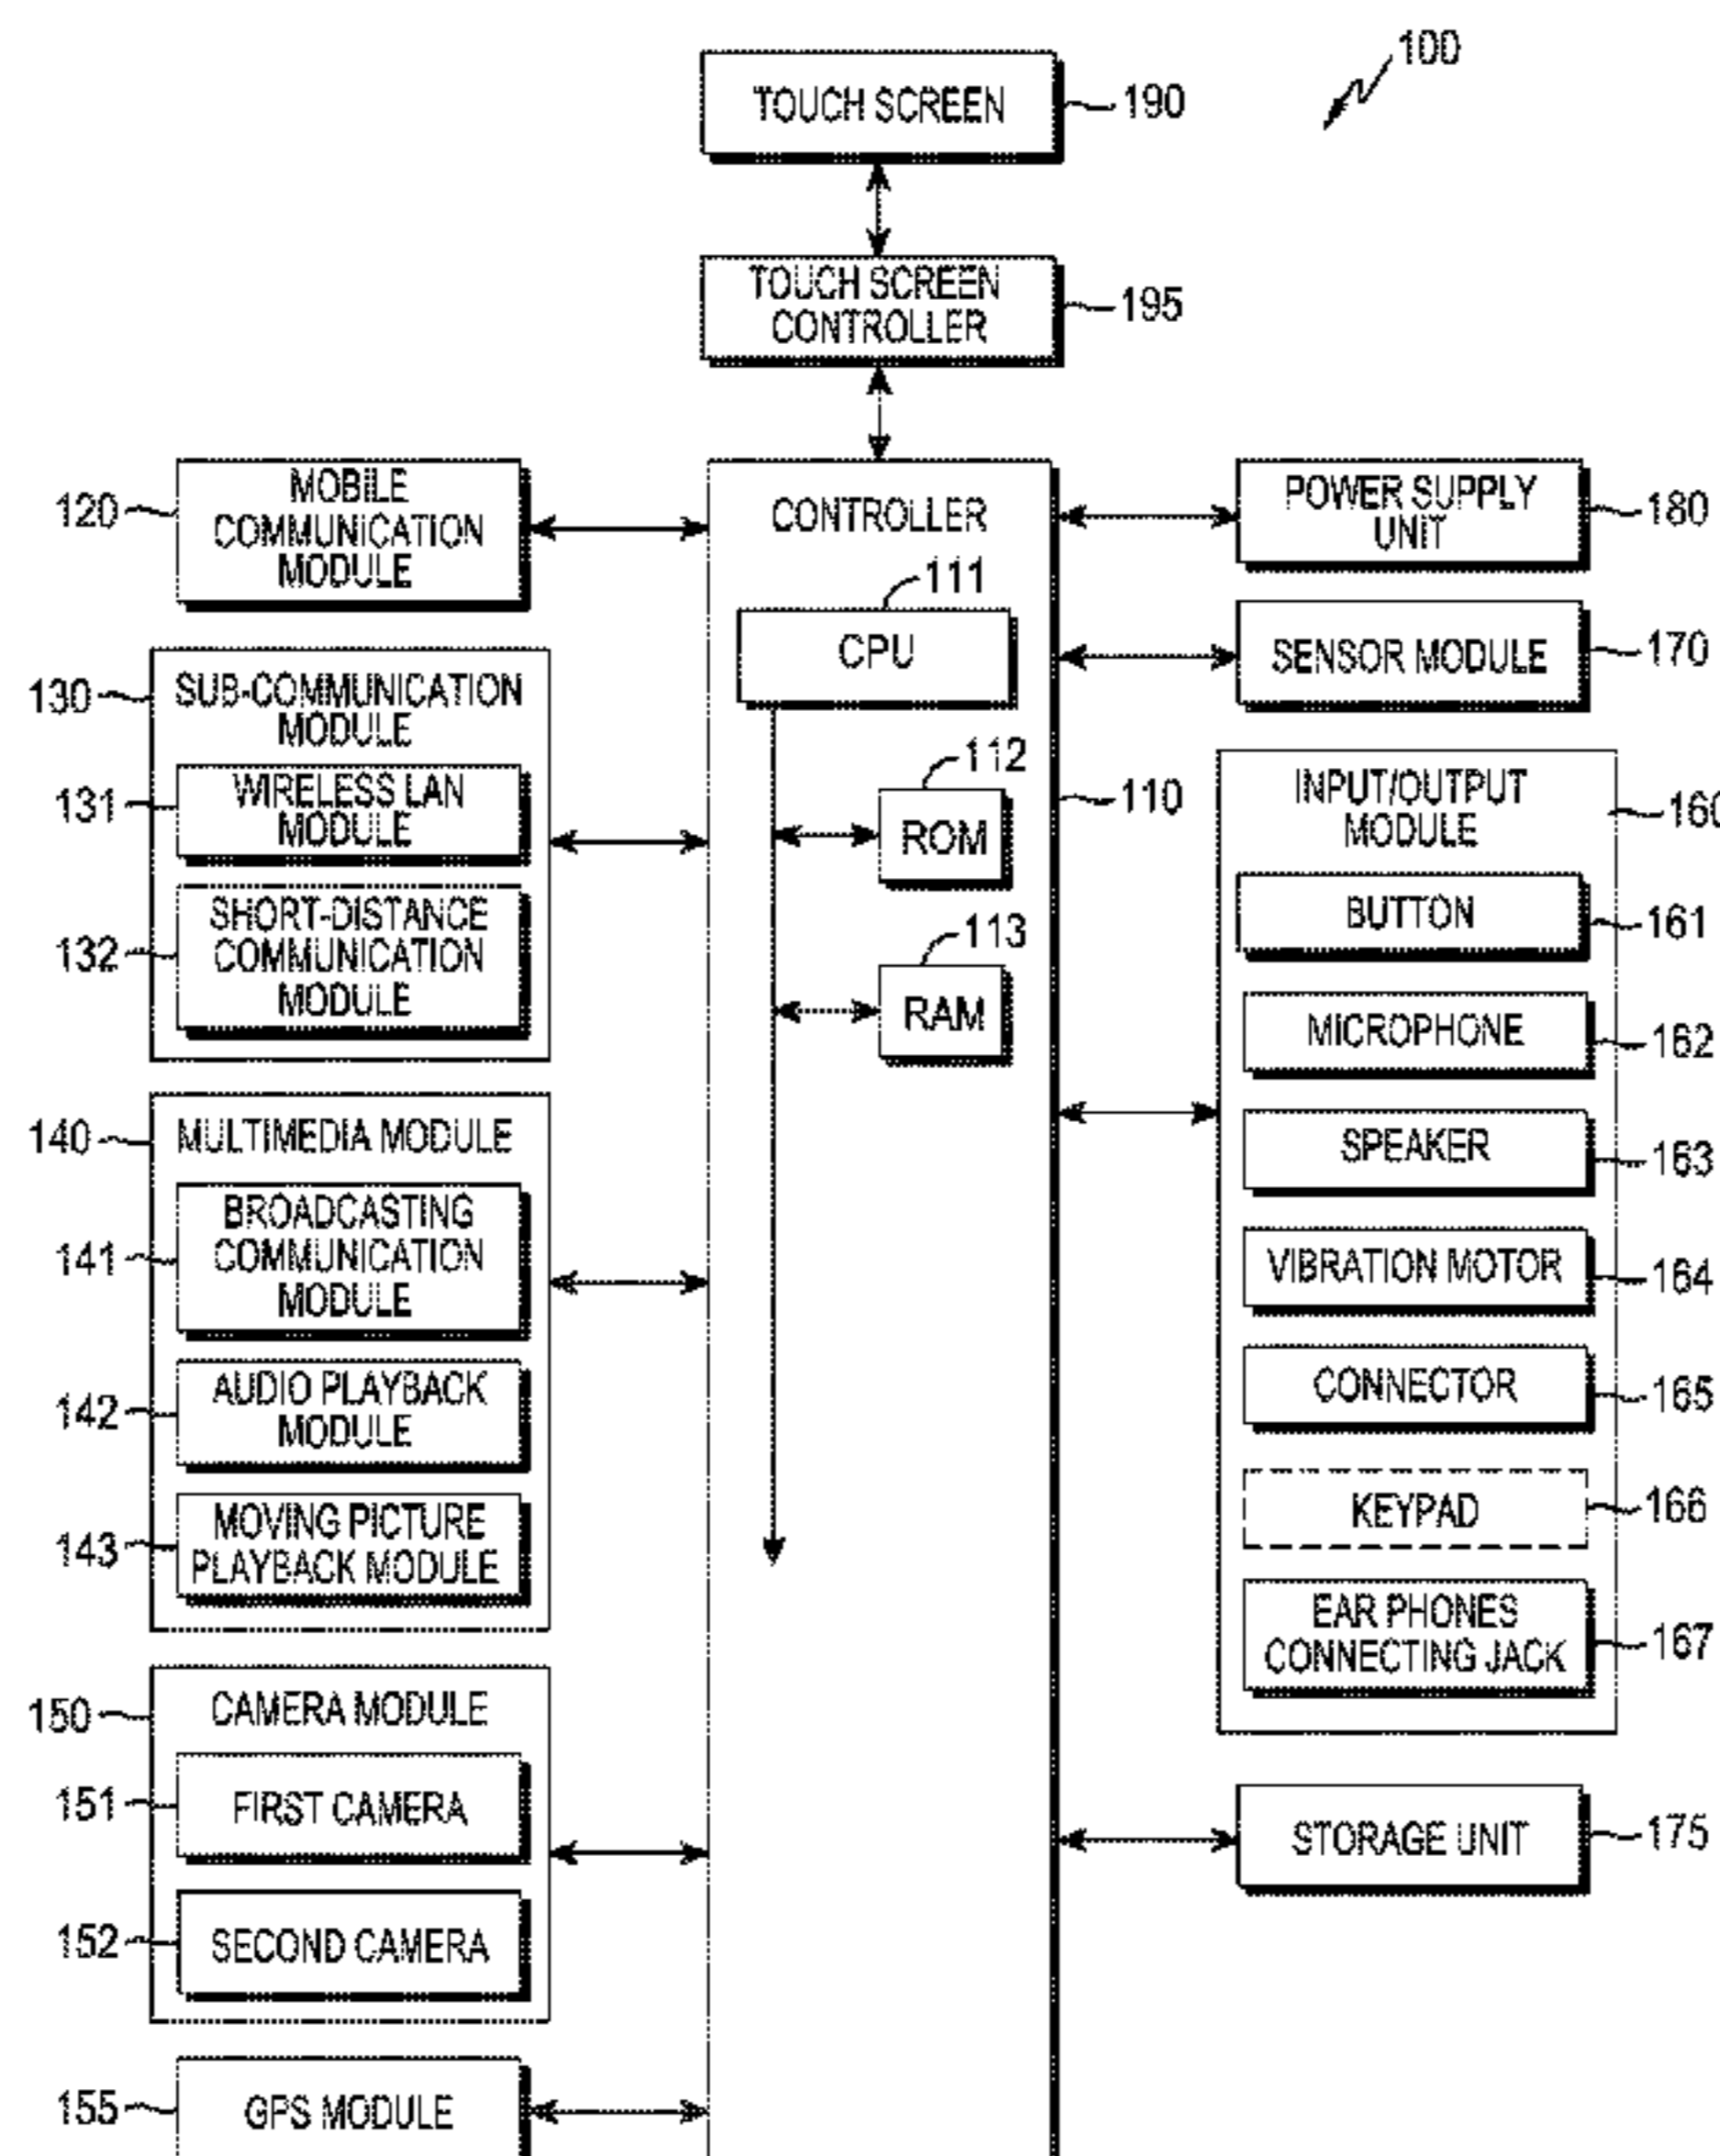 100
TOUCH SCREEN
190
TOUCH SCREEN
CONTROLLER
195
120
MOBILE
COMMUNICATION
MODULE
130
SUB-COMMUNICATION
MODULE
131
WIRELESS LAN
MODULE
132
SHORT-DISTANCE
COMMUNICATION
MODULE
140
MULTIMEDIA MODULE
141
BROADCASTING
COMMUNICATION
MODULE
142
AUDIO PLAYBACK
MODULE
143
MOVING PICTURE
PLAYBACK MODULE
150
CAMERA MODULE
151
FIRST CAMERA
152
SECOND CAMERA
155
GPS MODULE
CONTROLLER
111
CPU
112
ROM
113
RAM
110
POWER SUPPLY
UNIT
180
SENSOR MODULE
170
INPUT/OUTPUT
MODULE
160
BUTTON
161
MICROPHONE
162
SPEAKER
163
VIBRATION MOTOR
164
CONNECTOR
165
KEYPAD
166
EAR PHONES
CONNECTING JACK
167
STORAGE UNIT
175